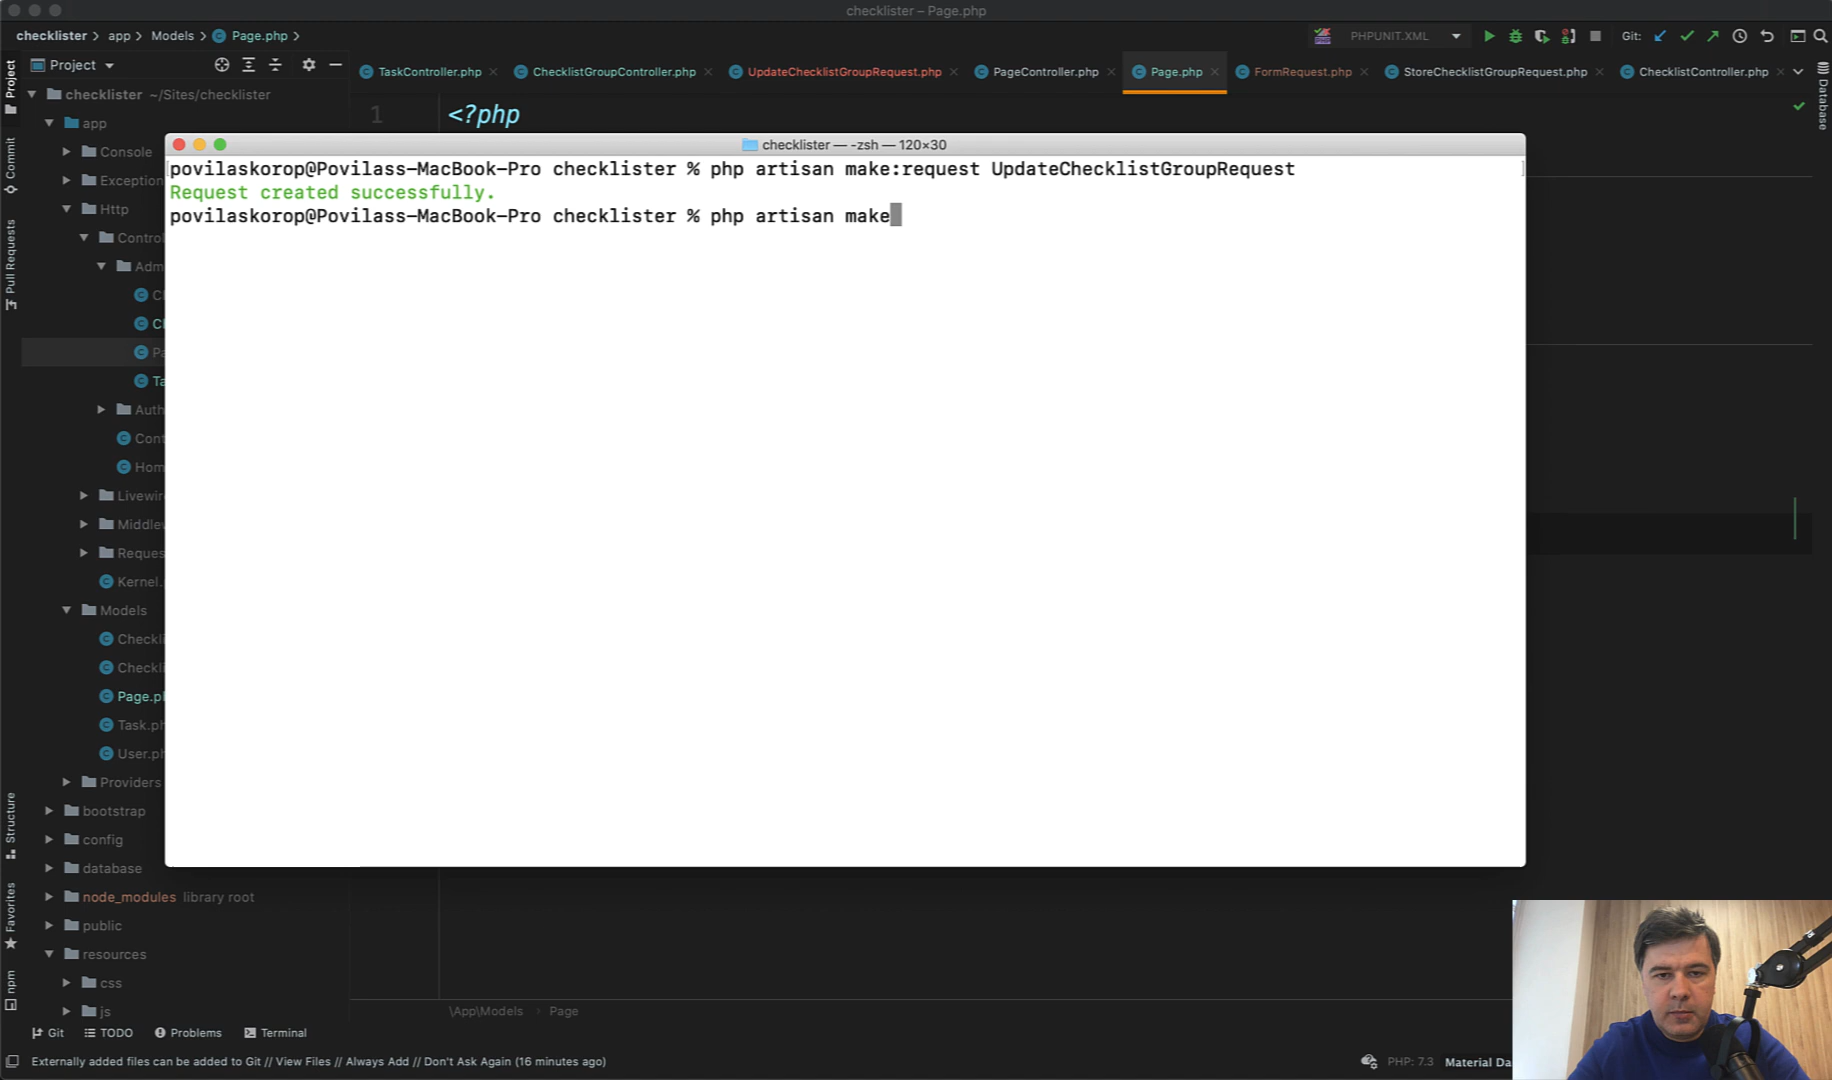 checklister – Page.php
checklister > app > Models > Page.php >
PHPUNIT.XML
Git:
Project
TaskController.php
ChecklistGroupController.php
UpdateChecklistGroupRequest.php
PageController.php
Page.php
FormRequest.php
StoreChecklistGroupRequest.php
ChecklistController.php
Project
Commit
Pull Requests
Structure
Favorites
npm
Database
checklister ~/Sites/checklister
app
Console
Exception
Http
Control
Adm
C
C
Pa
Ta
Auth
Cont
Hom
Livewir
Middlev
Reques
Kernel.
Models
Checkli
Checkli
Page.p
Task.ph
User.ph
Providers
bootstrap
config
database
node_modules library root
public
resources
css
js
1
<?php
checklister — -zsh — 120×30
povilaskorop@Povilass-MacBook-Pro checklister % php artisan make:request UpdateChecklistGroupRequest
Request created successfully.
povilaskorop@Povilass-MacBook-Pro checklister % php artisan make
\App\Models > Page
Git
TODO
Problems
Terminal
Externally added files can be added to Git // View Files // Always Add // Don't Ask Again (16 minutes ago)
PHP: 7.3
Material Da